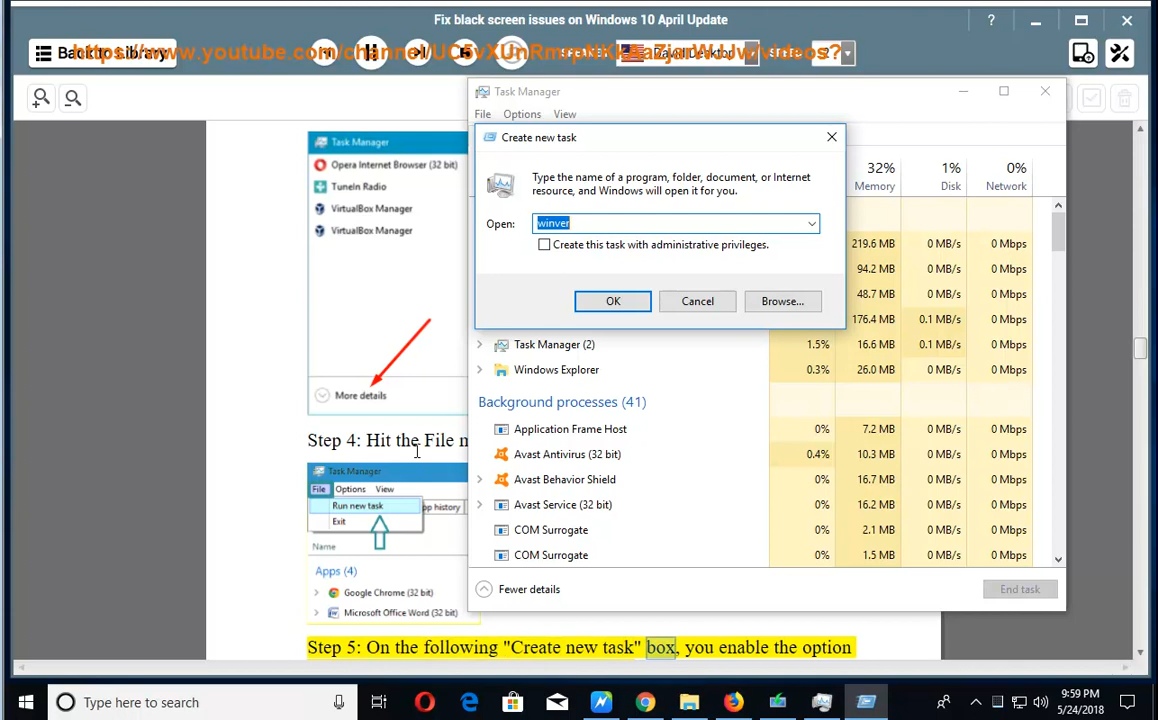 Fix black screen issues on Windows 10 April Update
?
Back to Library
SPEAKER
David Desktop
SPEED
Task Manager
File Options View
Create new task
Type the name of a program, folder, document, or Internet
resource, and Windows will open it for you.
Open: winver
Create this task with administrative privileges.
OK Cancel Browse...
32% 1% 0%
Memory Disk Network
219.6 MB 0 MB/s 0 Mbps
94.2 MB 0 MB/s 0 Mbps
48.7 MB 0 MB/s 0 Mbps
176.4 MB 0.1 MB/s 0 Mbps
Task Manager (2) 1.5% 16.6 MB 0.1 MB/s 0 Mbps
Windows Explorer 0.3% 26.0 MB 0 MB/s 0 Mbps
Background processes (41)
Application Frame Host 0% 7.2 MB 0 MB/s 0 Mbps
Avast Antivirus (32 bit) 0.4% 10.3 MB 0 MB/s 0 Mbps
Avast Behavior Shield 0% 16.7 MB 0 MB/s 0 Mbps
Avast Service (32 bit) 0% 16.2 MB 0 MB/s 0 Mbps
COM Surrogate 0% 2.1 MB 0 MB/s 0 Mbps
COM Surrogate 0% 1.5 MB 0 MB/s 0 Mbps
Fewer details End task
Task Manager
Opera Internet Browser (32 bit)
TuneIn Radio
VirtualBox Manager
VirtualBox Manager
More details
Step 4: Hit the File m
Task Manager
File Options View
Run new task pp history
Exit
Name
Apps (4)
Google Chrome (32 bit)
Microsoft Office Word (32 bit)
Step 5: On the following "Create new task" box, you enable the option
Type here to search
9:59 PM
5/24/2018